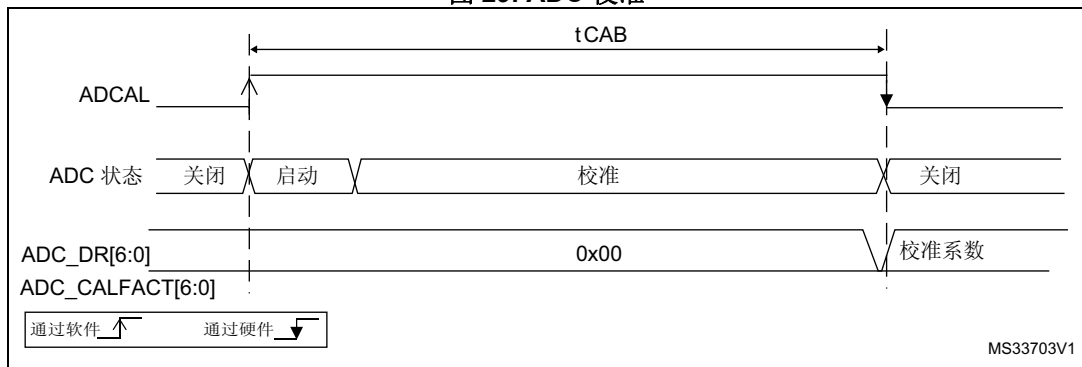 tCAB
ADCAL
ADC 状态 关闭 启动 校准 关闭
ADC_DR[6:0] 0x00 校准系数
ADC_CALFACT[6:0]
通过软件 通过硬件
MS33703V1